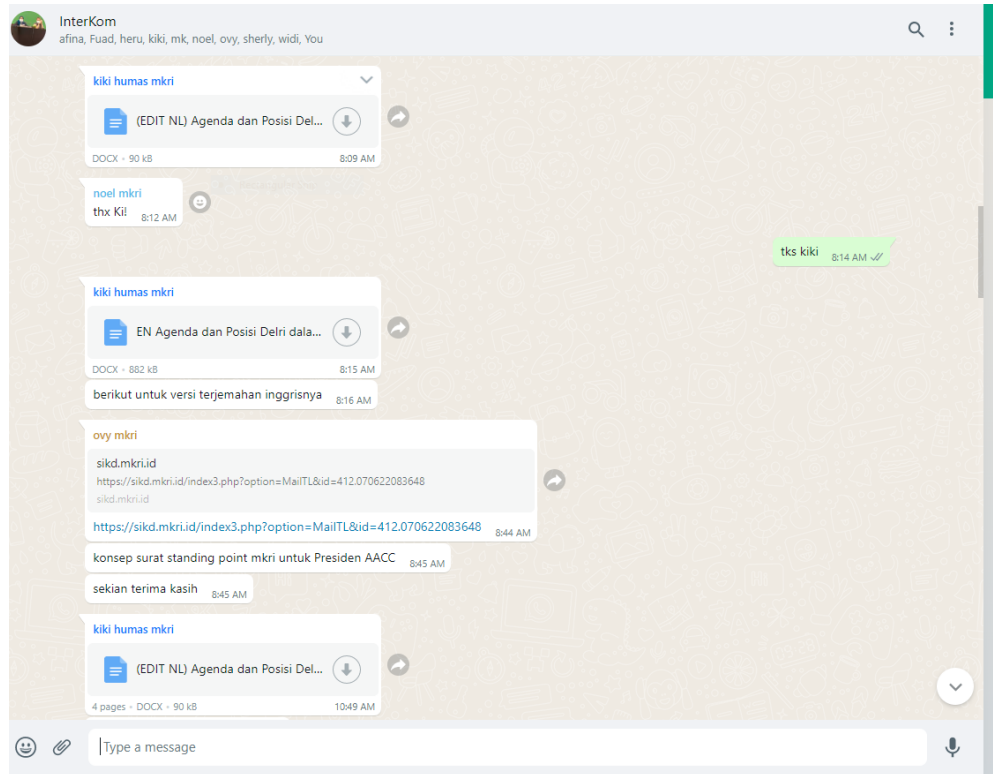 InterKom
afina, Fuad, heru, kiki, mk, noel, ovy, sherly, widi, You
kiki humas mkri
(EDIT NL) Agenda dan Posisi Del...
DOCX • 90 kB 8:09 AM
noel mkri
thx Ki! 8:12 AM
tks kiki 8:14 AM
kiki humas mkri
EN Agenda dan Posisi Delri dala...
DOCX • 882 kB 8:15 AM
berikut untuk versi terjemahan inggrisnya 8:16 AM
ovy mkri
sikd.mkri.id
https://sikd.mkri.id/index3.php?option=MailTL&id=412.070622083648
sikd.mkri.id
https://sikd.mkri.id/index3.php?option=MailTL&id=412.070622083648 8:44 AM
konsep surat standing point mkri untuk Presiden AACC 8:45 AM
sekian terima kasih 8:45 AM
kiki humas mkri
(EDIT NL) Agenda dan Posisi Del...
4 pages • DOCX • 90 kB 10:49 AM
Type a message